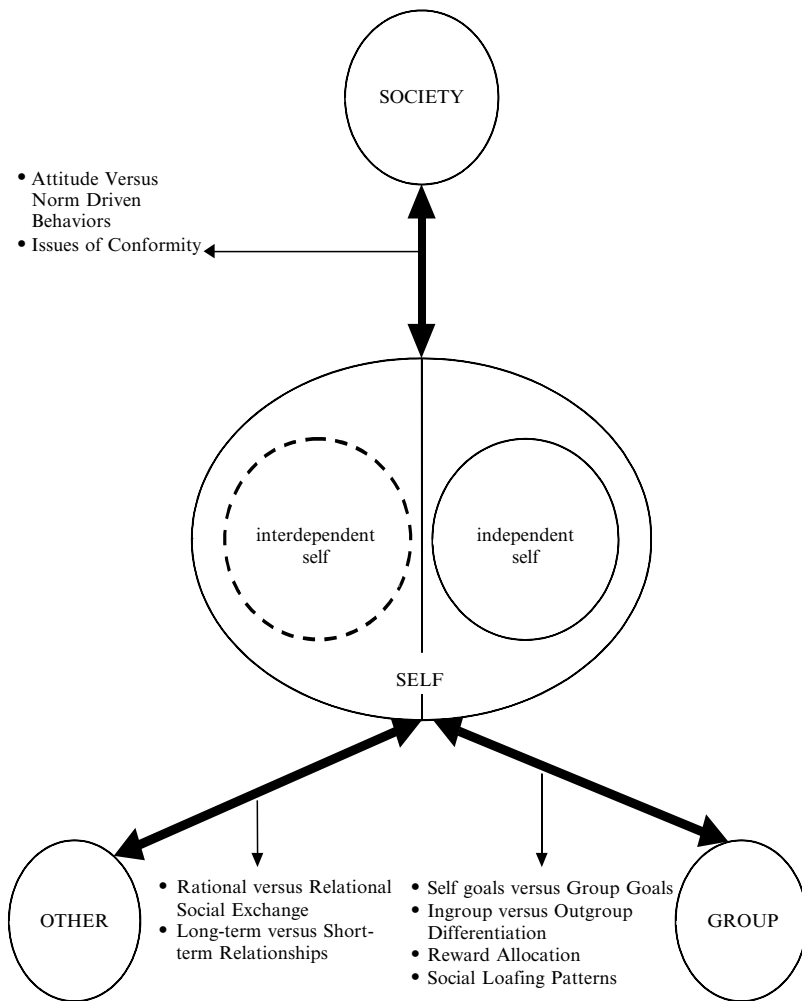 SOCIETY
• Attitude Versus
Norm Driven
Behaviors
• Issues of Conformity
interdependent
self
independent
self
SELF
OTHER
• Rational versus Relational
Social Exchange
• Long-term versus Short-
term Relationships
• Self goals versus Group Goals
• Ingroup versus Outgroup
Differentiation
• Reward Allocation
• Social Loafing Patterns
GROUP